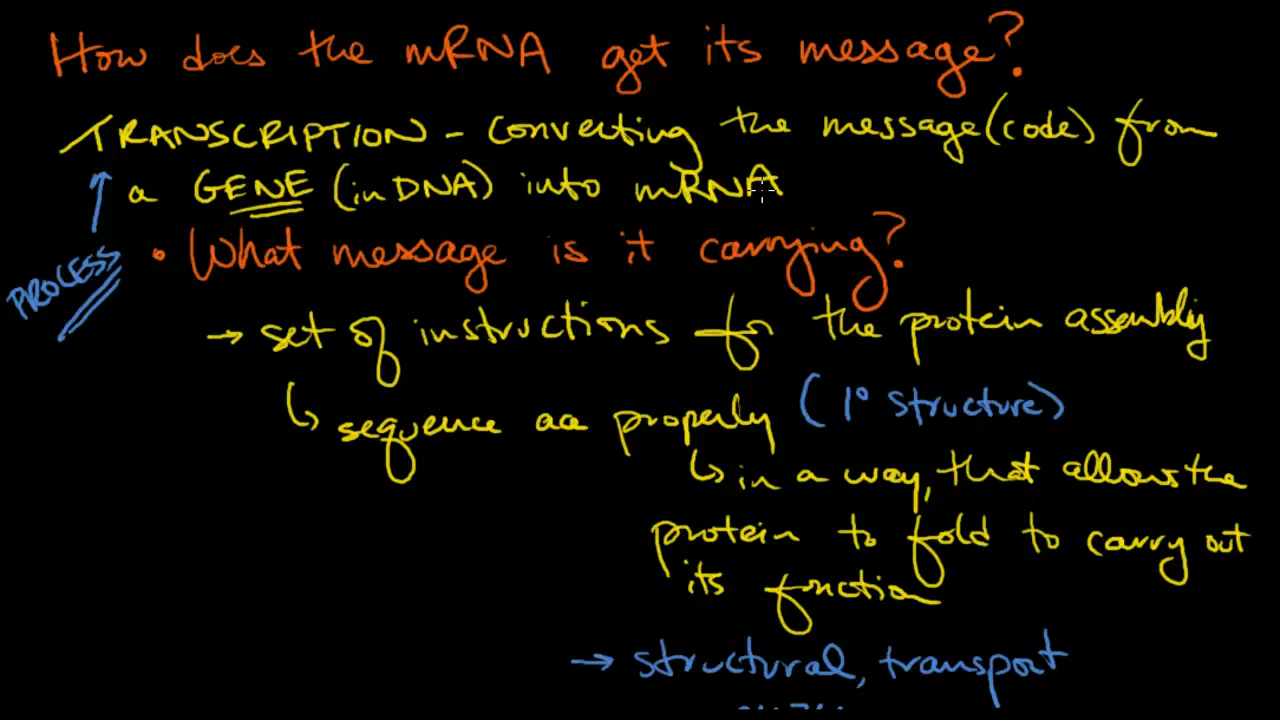 How does the mRNA get its message?
TRANSCRIPTION - converting the message (code) from
a GENE (in DNA) into mRNA
PROCESS
• What message is it carrying?
→ set of instructions for the protein assembly
↳ sequence aa properly (1° structure)
↳ in a way, that allows the
protein to fold to carry out
its function
→ structural, transport